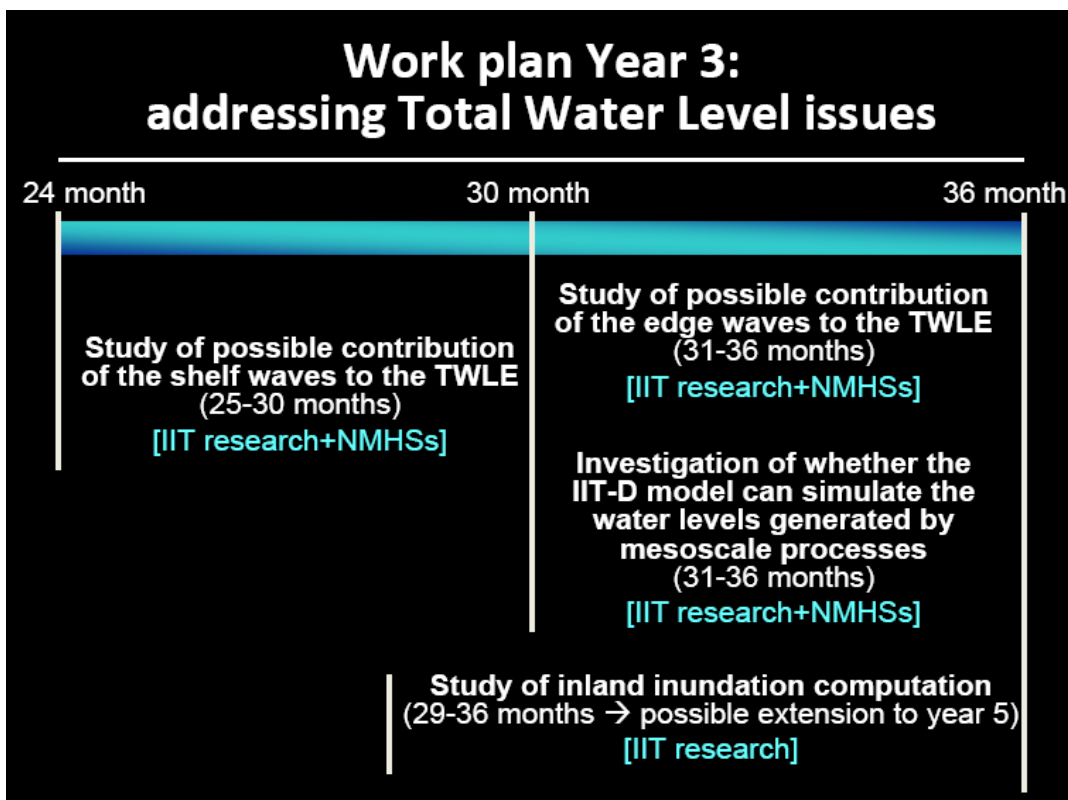 Work plan Year 3:
addressing Total Water Level issues
24 month
30 month
36 month
Study of possible contribution
of the shelf waves to the TWLE
(25-30 months)
[IIT research+NMHSs]
Study of possible contribution
of the edge waves to the TWLE
(31-36 months)
[IIT research+NMHSs]
Investigation of whether the
IIT-D model can simulate the
water levels generated by
mesoscale processes
(31-36 months)
[IIT research+NMHSs]
Study of inland inundation computation
(29-36 months → possible extension to year 5)
[IIT research]